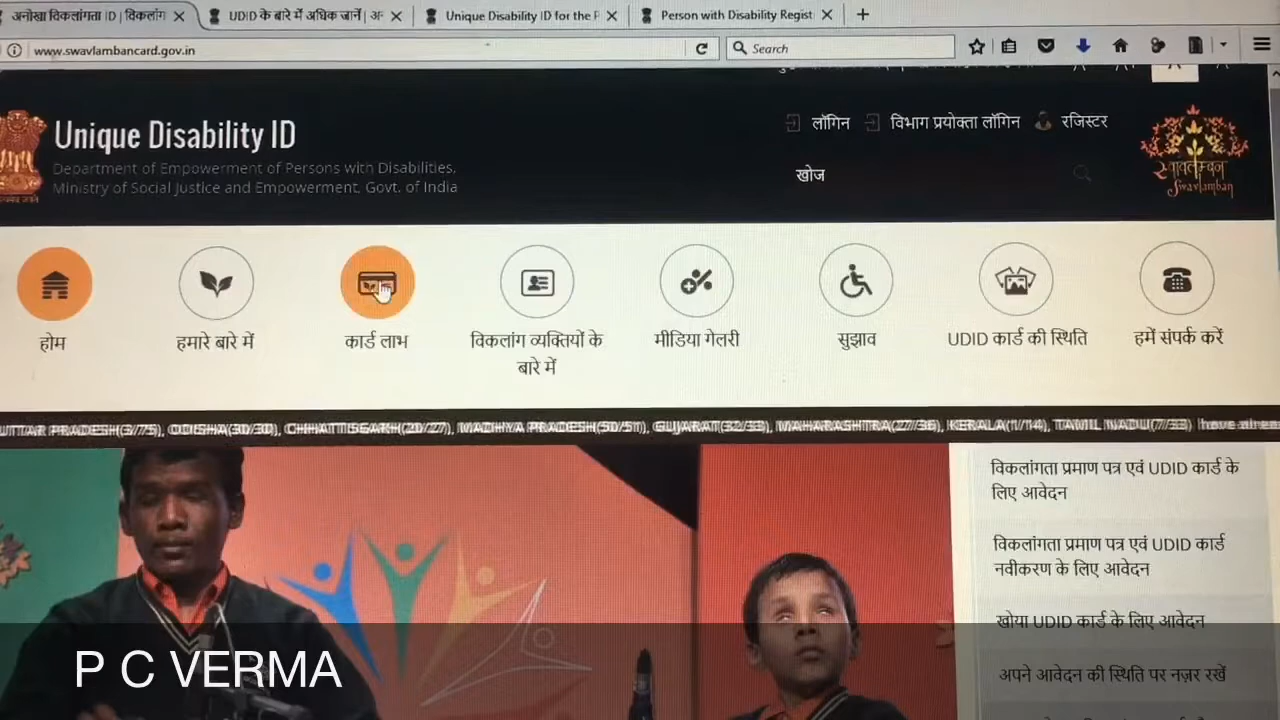 अनोखा विकलांगता ID | विकलांग
UDID के बारे में अधिक जानें | अ
Unique Disability ID for the P
Person with Disability Regist
www.swavlambancard.gov.in
Search
Unique Disability ID
Department of Empowerment of Persons with Disabilities,
Ministry of Social Justice and Empowerment, Govt. of India
लॉगिन
विभाग प्रयोक्ता लॉगिन
रजिस्टर
खोज
स्वावलम्बन
Swavlamban
होम
हमारे बारे में
कार्ड लाभ
विकलांग व्यक्तियों के
बारे में
मीडिया गेलरी
सुझाव
UDID कार्ड की स्थिति
हमें संपर्क करें
UTTAR PRADESH(3/75), ODISHA(30/30), CHHATTISGARH(20/27), MADHYA PRADESH(50/51), GUJARAT(32/33), MAHARASHTRA(27/36), KERALA(1/14), TAMIL NADU(7/33) have
विकलांगता प्रमाण पत्र एवं UDID कार्ड के
लिए आवेदन
विकलांगता प्रमाण पत्र एवं UDID कार्ड
नवीकरण के लिए आवेदन
खोया UDID कार्ड के लिए आवेदन
अपने आवेदन की स्थिति पर नज़र रखें
P C VERMA